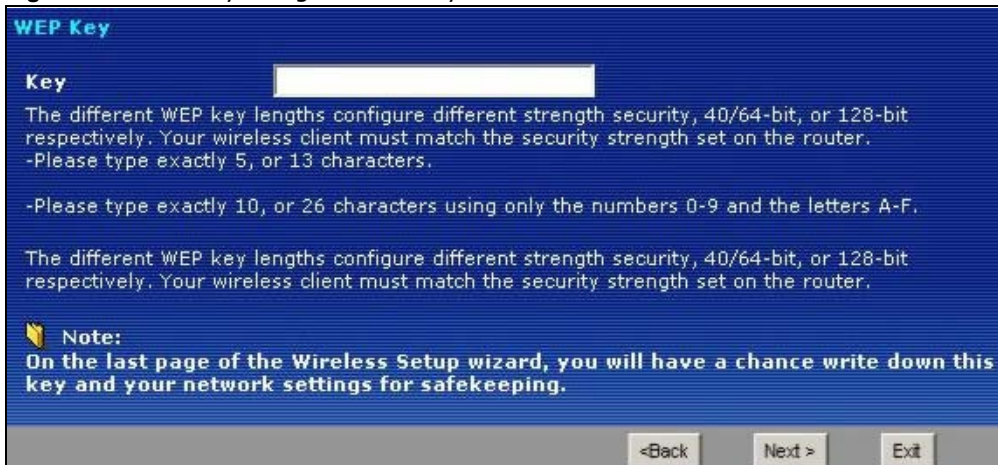 WEP Key
Key
The different WEP key lengths configure different strength security, 40/64-bit, or 128-bit
respectively. Your wireless client must match the security strength set on the router.
-Please type exactly 5, or 13 characters.
-Please type exactly 10, or 26 characters using only the numbers 0-9 and the letters A-F.
The different WEP key lengths configure different strength security, 40/64-bit, or 128-bit
respectively. Your wireless client must match the security strength set on the router.
Note:
On the last page of the Wireless Setup wizard, you will have a chance write down this
key and your network settings for safekeeping.
<Back Next > Exit